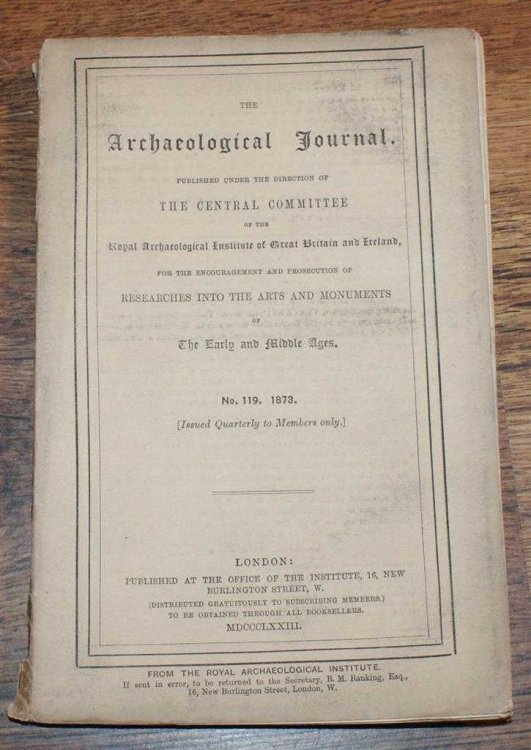 THE
Archaeological Journal.
PUBLISHED UNDER THE DIRECTION OF
THE CENTRAL COMMITTEE
OF THE
Royal Archaeological Institute of Great Britain and Ireland,
FOR THE ENCOURAGEMENT AND PROSECUTION OF
RESEARCHES INTO THE ARTS AND MONUMENTS
OF
The Early and Middle Ages.
No. 119. 1873.
[Issued Quarterly to Members only.]
LONDON:
PUBLISHED AT THE OFFICE OF THE INSTITUTE, 16, NEW
BURLINGTON STREET, W.
(DISTRIBUTED GRATUITOUSLY TO SUBSCRIBING MEMBERS.)
TO BE OBTAINED THROUGH ALL BOOKSELLERS.
MDCCCLXXIII.
FROM THE ROYAL ARCHAEOLOGICAL INSTITUTE.
If sent in error, to be returned to the Secretary, B. M. Ranking, Esq.,
16, New Burlington Street, London, W.